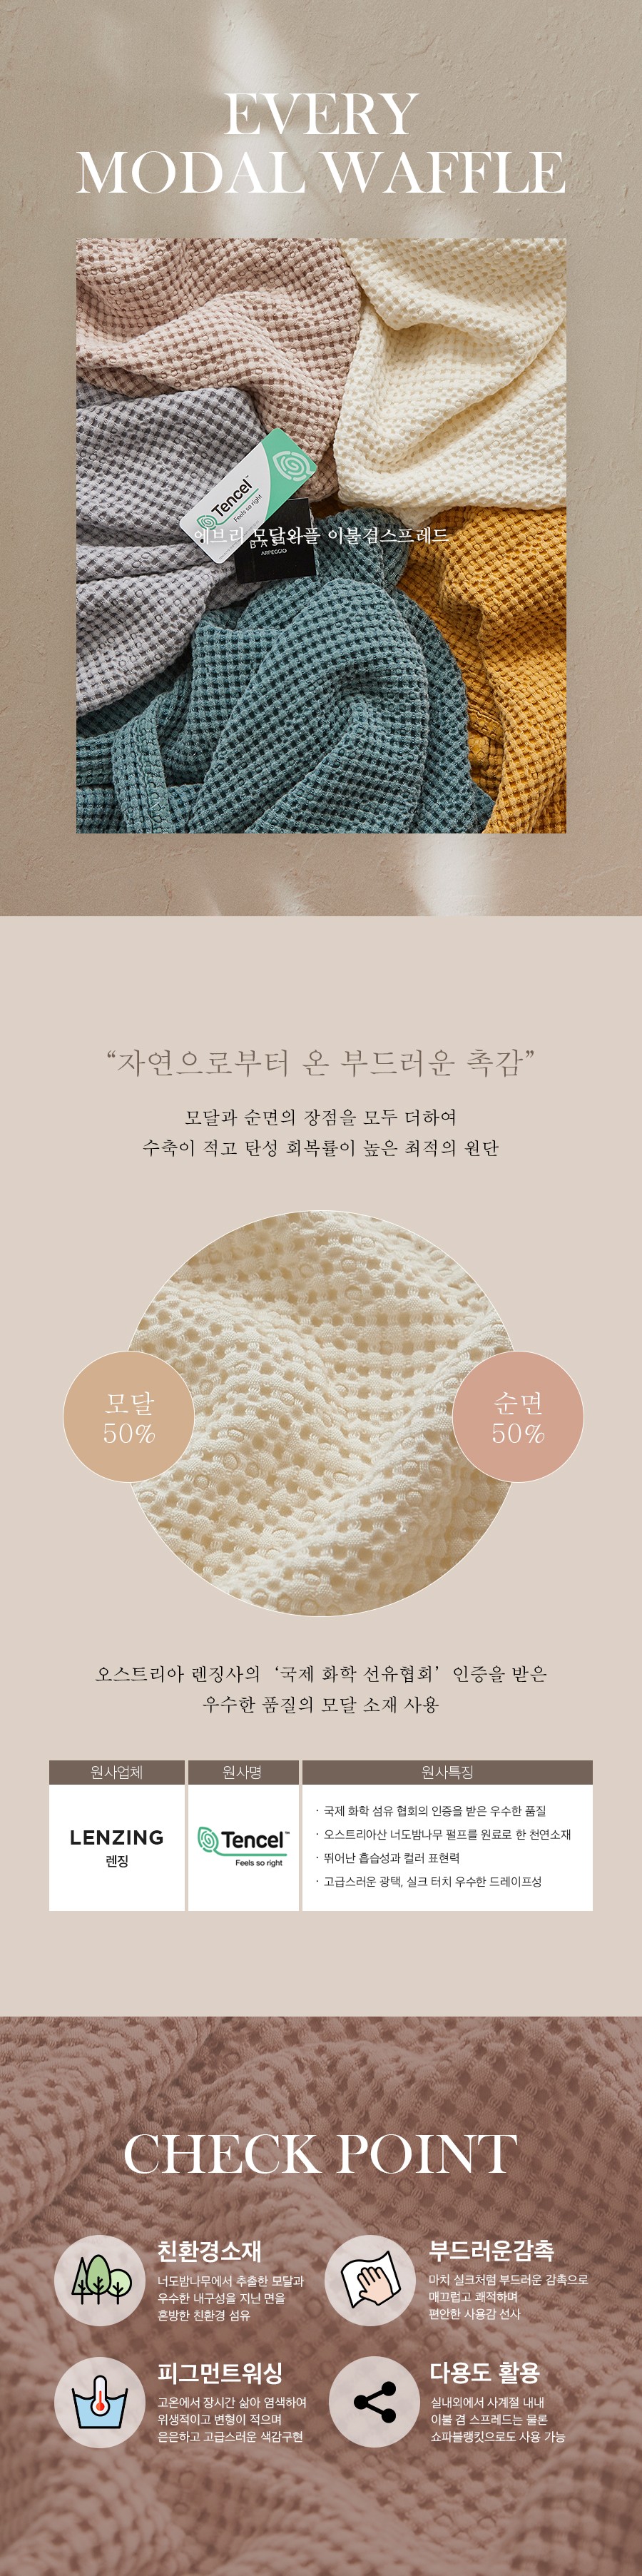 EVERY
MODAL WAFFLE
Tencel™
Feels so right
에브리 모달와플 이불겸스프레드
ARPEGGIO
“자연으로부터 온 부드러운 촉감”
모달과 순면의 장점을 모두 더하여
수축이 적고 탄성 회복률이 높은 최적의 원단
모달
50%
순면
50%
오스트리아 렌징사의 ‘국제 화학 선유협회’ 인증을 받은
우수한 품질의 모달 소재 사용
원사업체
원사명
원사특징
LENZING
렌징
Tencel™
Feels so right
· 국제 화학 섬유 협회의 인증을 받은 우수한 품질
· 오스트리아산 너도밤나무 펄프를 원료로 한 천연소재
· 뛰어난 흡습성과 컬러 표현력
· 고급스러운 광택, 실크 터치 우수한 드레이프성
CHECK POINT
친환경소재
너도밤나무에서 추출한 모달과
우수한 내구성을 지닌 면을
혼방한 친환경 섬유
부드러운감촉
마치 실크처럼 부드러운 감촉으로
매끄럽고 쾌적하며
편안한 사용감 선사
피그먼트워싱
고온에서 장시간 삶아 염색하여
위생적이고 변형이 적으며
은은하고 고급스러운 색감구현
다용도 활용
실내외에서 사계절 내내
이불 겸 스프레드는 물론
쇼파블랭킷으로도 사용 가능